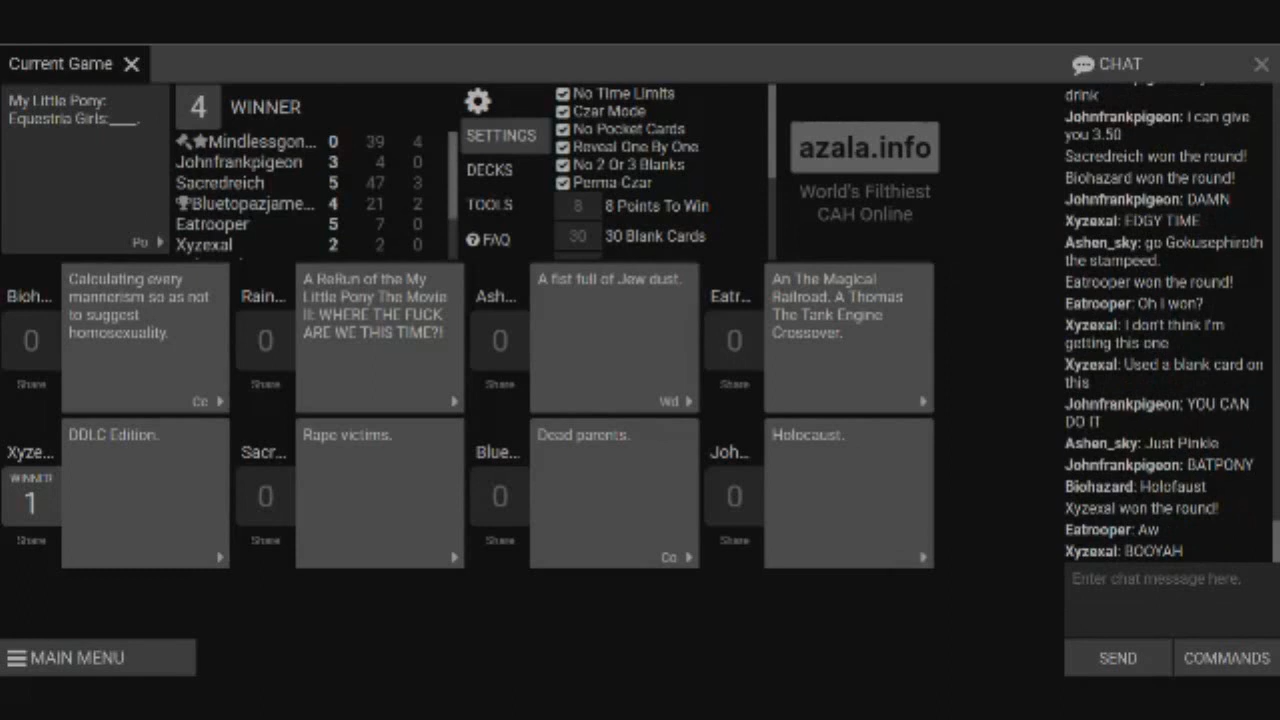 Current Game
CHAT
My Little Pony:
Equestria Girls:____.
Po
4 WINNER
Mindlessgon... 0 39 4
Johnfrankpigeon 3 4 0
Sacredreich 5 47 3
Bluetopazjame... 4 21 2
Eatrooper 5 7 0
Xyzexal 2 2 0
SETTINGS
DECKS
TOOLS
FAQ
No Time Limits
Czar Mode
No Pocket Cards
Reveal One By One
No 2 Or 3 Blanks
Perma Czar
8 8 Points To Win
30 30 Blank Cards
azala.info
World's Filthiest
CAH Online
Bioh...
0
Share
Calculating every
mannerism so as not
to suggest
homosexuality.
Cc
Rain...
0
Share
A ReRun of the My
Little Pony The Movie
II: WHERE THE FUCK
ARE WE THIS TIME?!
Ash...
0
Share
A fist full of Jew dust.
Wd
Eatr...
0
Share
An The Magical
Railroad. A Thomas
The Tank Engine
Crossover.
Xyze...
WINNER
1
Share
DDLC Edition.
Sacr...
0
Share
Rape victims.
Blue...
0
Share
Dead parents.
Co
Joh...
0
Share
Holocaust.
drink
Johnfrankpigeon: i can give
you 3.50
Sacredreich won the round!
Biohazard won the round!
Johnfrankpigeon: DAMN
Xyzexal: EDGY TIME
Ashen_sky: go Gokusephiroth
the stampeed.
Eatrooper won the round!
Eatrooper: Oh I won?
Xyzexal: I don't think I'm
getting this one
Xyzexal: Used a blank card on
this
Johnfrankpigeon: YOU CAN
DO IT
Ashen_sky: Just Pinkie
Johnfrankpigeon: BATPONY
Biohazard: Holofaust
Xyzexal won the round!
Eatrooper: Aw
Xyzexal: BOOYAH
Enter chat message here.
SEND
COMMANDS
MAIN MENU